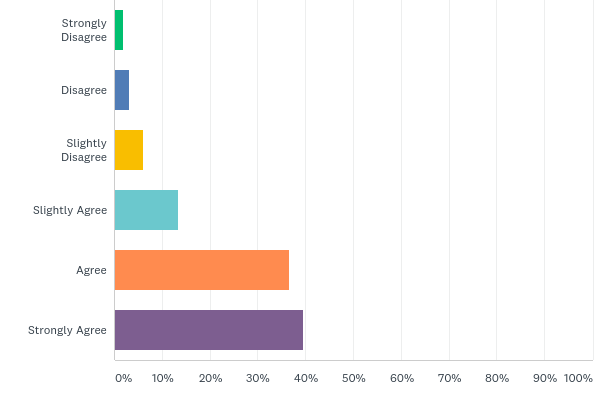 Strongly
Disagree
Disagree
Slightly
Disagree
Slightly Agree
Agree
Strongly Agree
0% 10% 20% 30% 40% 50% 60% 70% 80% 90% 100%